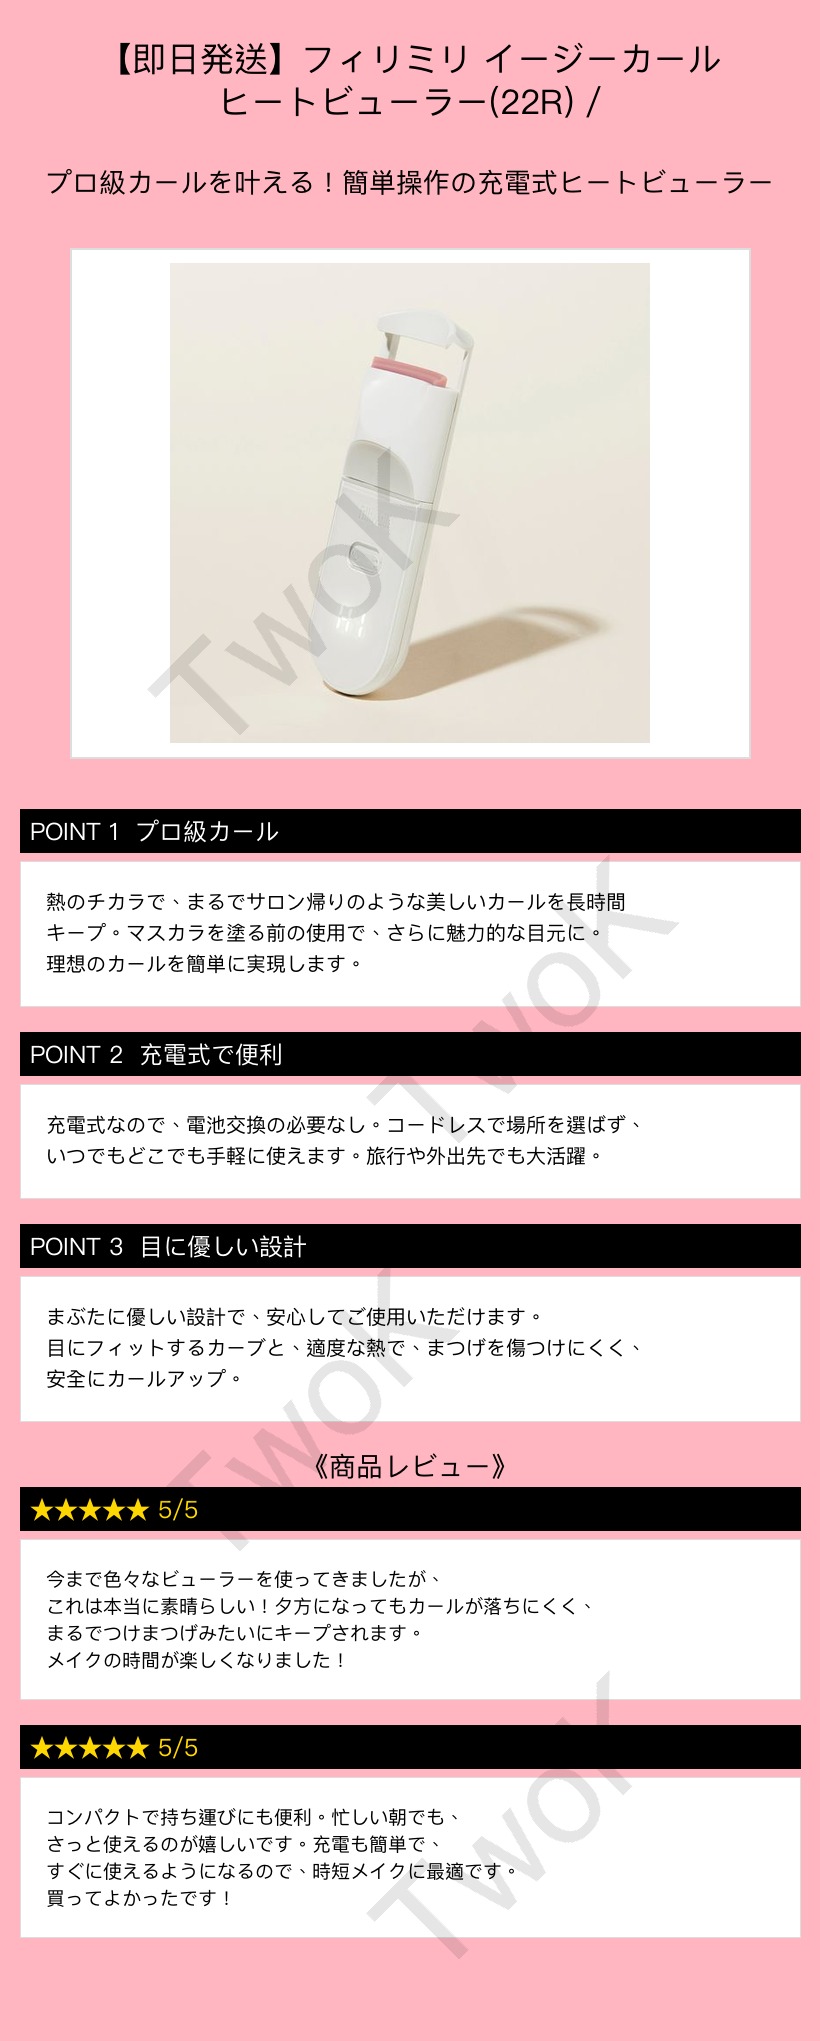 【即日発送】フィリミリ イージーカール
ヒートビューラー(22R) /
プロ級カールを叶える！簡単操作の充電式ヒートビューラー
TwoK
POINT 1 プロ級カール
熱のチカラで、まるでサロン帰りのような美しいカールを長時間
キープ。マスカラを塗る前の使用で、さらに魅力的な目元に。
理想のカールを簡単に実現します。
TwoK
POINT 2 充電式で便利
充電式なので、電池交換の必要なし。コードレスで場所を選ばず、
いつでもどこでも手軽に使えます。旅行や外出先でも大活躍。
POINT 3 目に優しい設計
まぶたに優しい設計で、安心してご使用いただけます。
目にフィットするカーブと、適度な熱で、まつげを傷つけにくく、
安全にカールアップ。
TwoK
《商品レビュー》
★★★★★ 5/5
今まで色々なビューラーを使ってきましたが、
これは本当に素晴らしい！夕方になってもカールが落ちにくく、
まるでつけまつげみたいにキープされます。
メイクの時間が楽しくなりました！
★★★★★ 5/5
コンパクトで持ち運びにも便利。忙しい朝でも、
さっと使えるのが嬉しいです。充電も簡単で、
すぐに使えるようになるので、時短メイクに最適です。
買ってよかったです！
TwoK